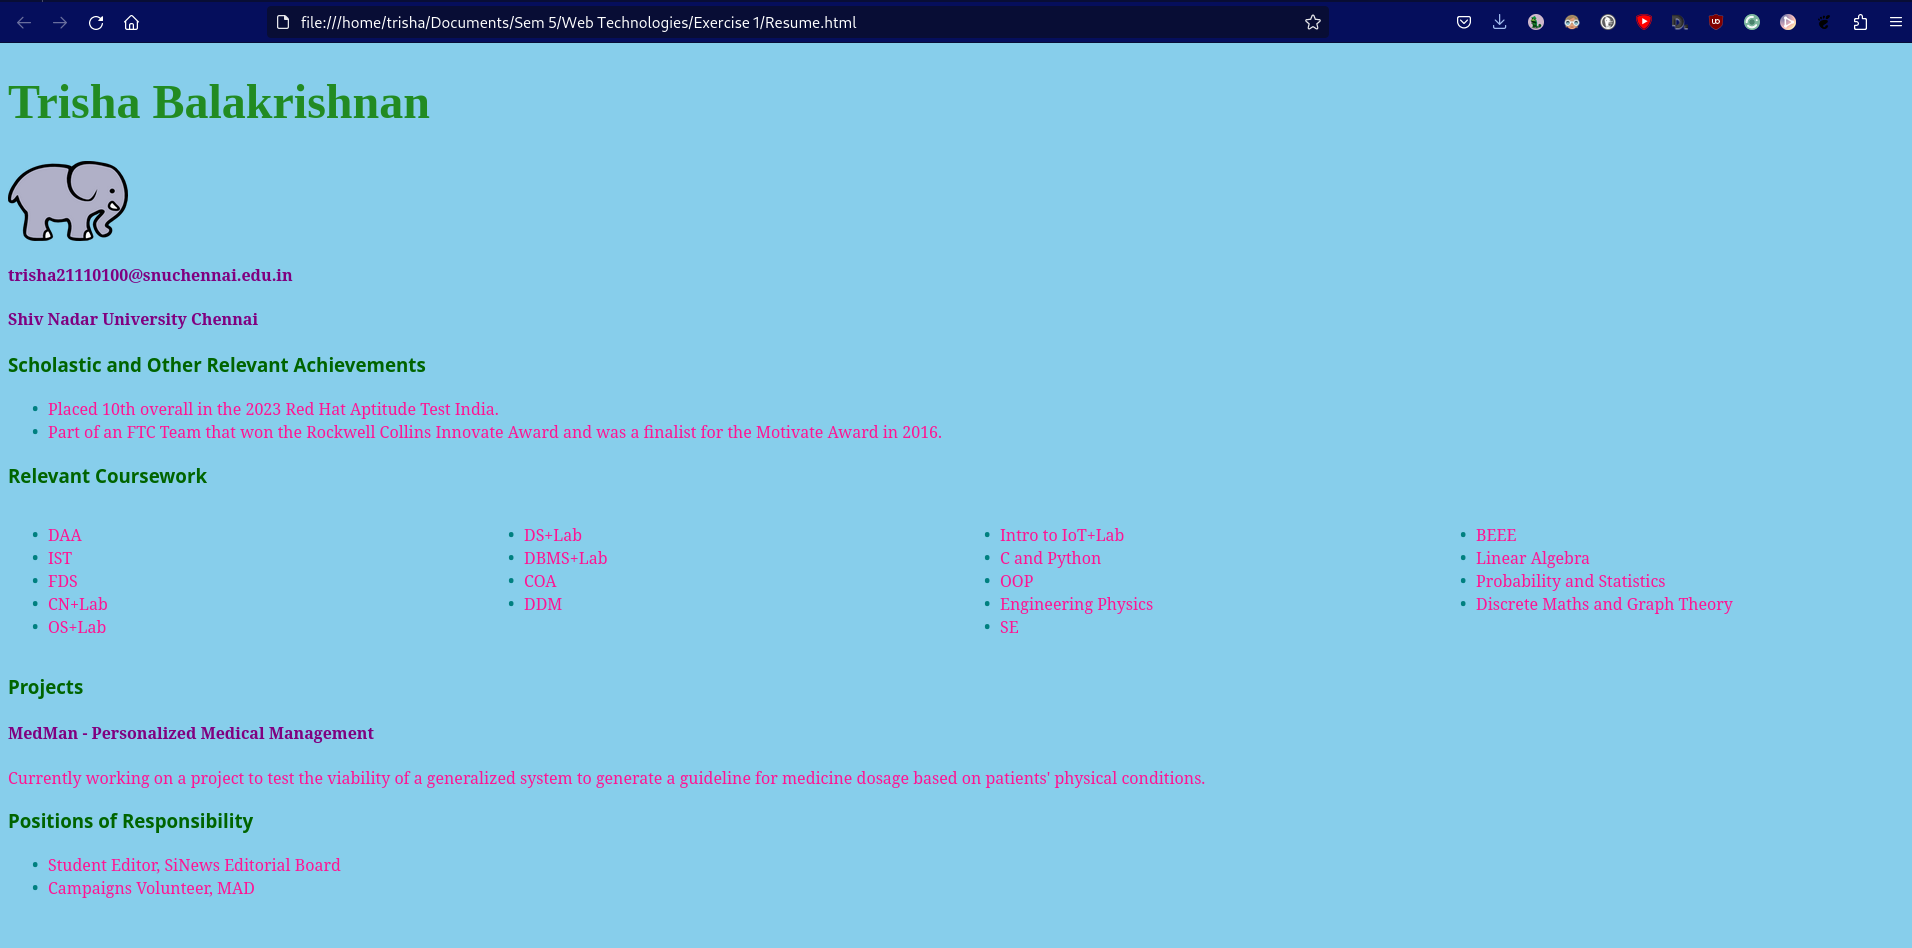 file:///home/trisha/Documents/Sem 5/Web Technologies/Exercise 1/Resume.html
Trisha Balakrishnan
trisha21110100@snuchennai.edu.in
Shiv Nadar University Chennai
Scholastic and Other Relevant Achievements
• Placed 10th overall in the 2023 Red Hat Aptitude Test India.
• Part of an FTC Team that won the Rockwell Collins Innovate Award and was a finalist for the Motivate Award in 2016.
Relevant Coursework
• DAA
• IST
• FDS
• CN+Lab
• OS+Lab
• DS+Lab
• DBMS+Lab
• COA
• DDM
• Intro to IoT+Lab
• C and Python
• OOP
• Engineering Physics
• SE
• BEEE
• Linear Algebra
• Probability and Statistics
• Discrete Maths and Graph Theory
Projects
MedMan - Personalized Medical Management
Currently working on a project to test the viability of a generalized system to generate a guideline for medicine dosage based on patients' physical conditions.
Positions of Responsibility
• Student Editor, SiNews Editorial Board
• Campaigns Volunteer, MAD